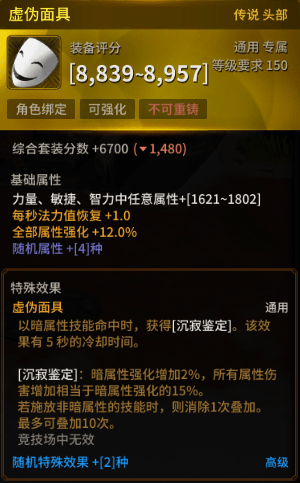 虚伪面具 传说 头部
装备评分 通用 专属
[8,839~8,957] 等级要求 150
角色绑定 可强化 不可重铸
综合套装分数 +6700 (▼1,480)
基础属性
力量、敏捷、智力中任意属性+[1621~1802]
每秒法力值恢复 +1.0
全部属性强化 +12.0%
随机属性 +[4]种
特殊效果
虚伪面具 通用
以暗属性技能命中时，获得[沉寂鉴定]。该效
果有 5 秒的冷却时间。
[沉寂鉴定]：暗属性强化增加2%，所有属性伤
害增加相当于暗属性强化的15%。
若施放非暗属性的技能时，则消除1次叠加。
最多可叠加10次。
竞技场中无效
随机特殊效果 +[2]种 高级